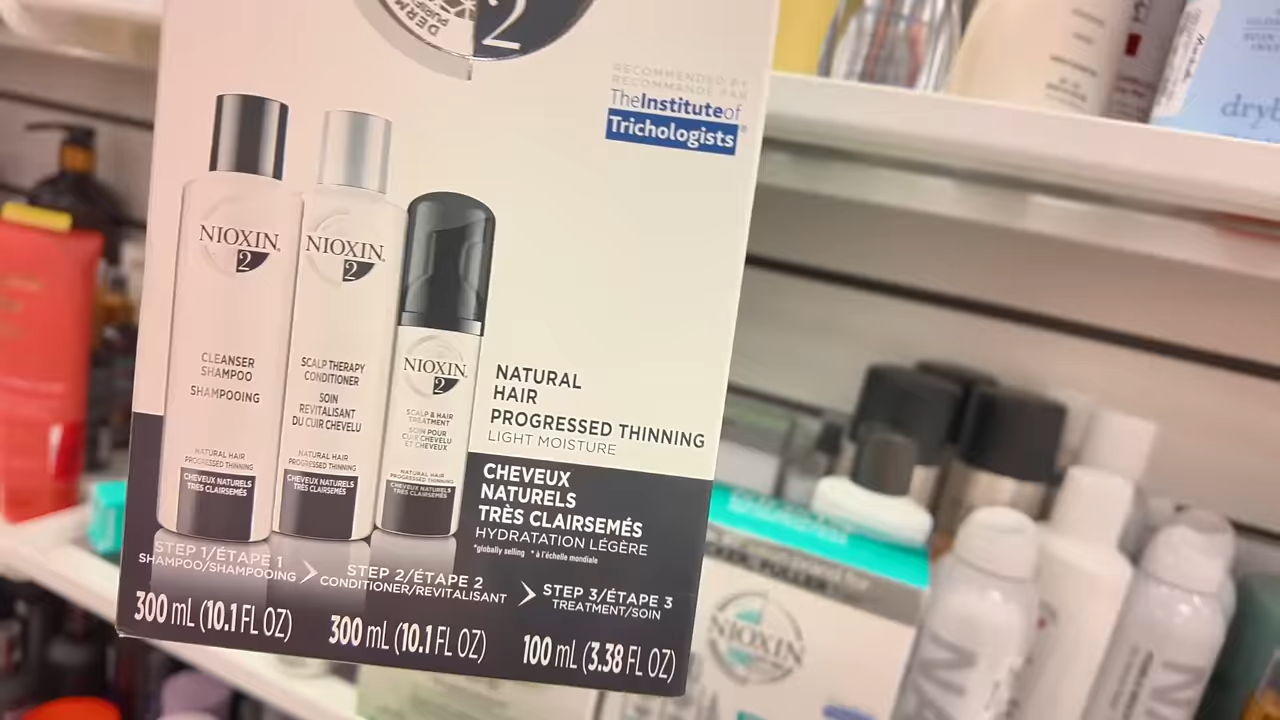 DERM
PURIF
2
RECOMMENDED BY
RECOMMANDÉ PAR
TheInstituteof
Trichologists®
NIOXIN.
2
CLEANSER
SHAMPOO
SHAMPOOING
NATURAL HAIR
PROGRESSED THINNING
CHEVEUX NATURELS
TRÈS CLAIRSEMÉS
NIOXIN.
2
SCALP THERAPY
CONDITIONER
SOIN
REVITALISANT
DU CUIR CHEVELU
NATURAL HAIR
PROGRESSED THINNING
CHEVEUX NATURELS
TRÈS CLAIRSEMÉS
NIOXIN.
2
SCALP & HAIR
TREATMENT
SOIN POUR
CUIR CHEVELU
ET CHEVEUX
NATURAL HAIR
PROGRESSED THINNING
CHEVEUX NATURELS
TRÈS CLAIRSEMÉS
NATURAL
HAIR
PROGRESSED THINNING
LIGHT MOISTURE
CHEVEUX
NATURELS
TRÈS CLAIRSEMÉS
HYDRATATION LÉGÈRE
*globally selling *à l'échelle mondiale
STEP 1/ÉTAPE 1
SHAMPOO/SHAMPOOING
STEP 2/ÉTAPE 2
CONDITIONER/REVITALISANT
STEP 3/ÉTAPE 3
TREATMENT/SOIN
300 mL (10.1 FL OZ)
300 mL (10.1 FL OZ)
100 mL (3.38 FL OZ)
NIOXIN
dryb